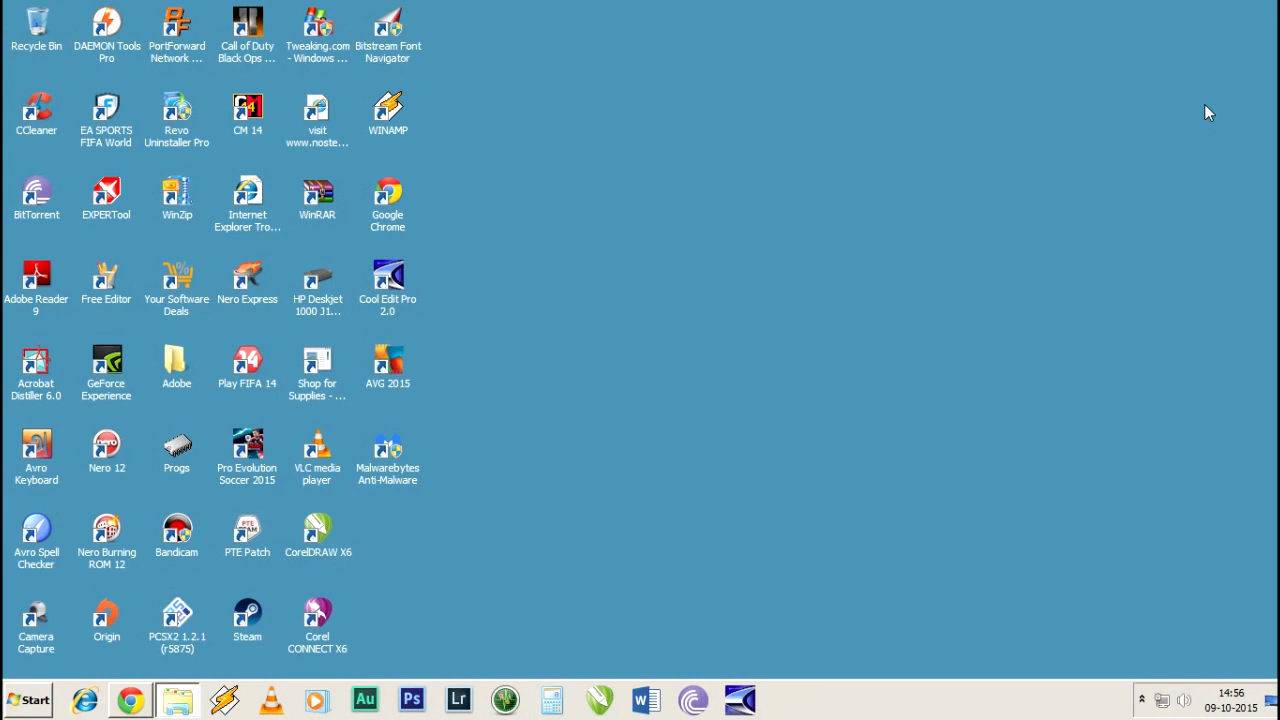 Recycle Bin
DAEMON Tools
Pro
PortForward
Network ...
Call of Duty
Black Ops ...
Tweaking.com
- Windows ...
Bitstream Font
Navigator
CCleaner
EA SPORTS
FIFA World
Revo
Uninstaller Pro
CM 14
visit
www.noste...
WINAMP
BitTorrent
EXPERTool
WinZip
Internet
Explorer Tro...
WinRAR
Google
Chrome
Adobe Reader
9
Free Editor
Your Software
Deals
Nero Express
HP Deskjet
1000 J1...
Cool Edit Pro
2.0
Acrobat
Distiller 6.0
GeForce
Experience
Adobe
Play FIFA 14
Shop for
Supplies - ...
AVG 2015
Avro
Keyboard
Nero 12
Progs
Pro Evolution
Soccer 2015
VLC media
player
Malwarebytes
Anti-Malware
Avro Spell
Checker
Nero Burning
ROM 12
Bandicam
PTE Patch
CorelDRAW X6
Camera
Capture
Origin
PCSX2 1.2.1
(r5875)
Steam
Corel
CONNECT X6
Start
Au
Ps
Lr
14:56
09-10-2015